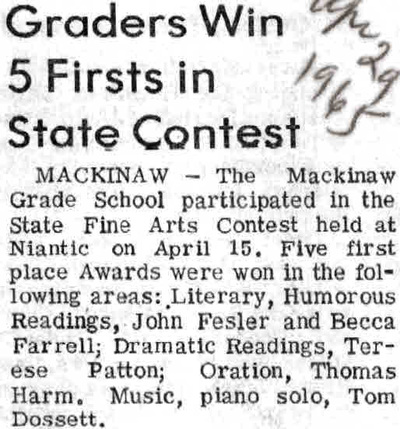 Graders Win
5 Firsts in
State Contest
Apr
29
1965
MACKINAW — The Mackinaw
Grade School participated in the
State Fine Arts Contest held at
Niantic on April 15. Five first
place Awards were won in the fol-
lowing areas: Literary, Humorous
Readings, John Fesler and Becca
Farrell; Dramatic Readings, Ter-
ese Patton; Oration, Thomas
Harm. Music, piano solo, Tom
Dossett.